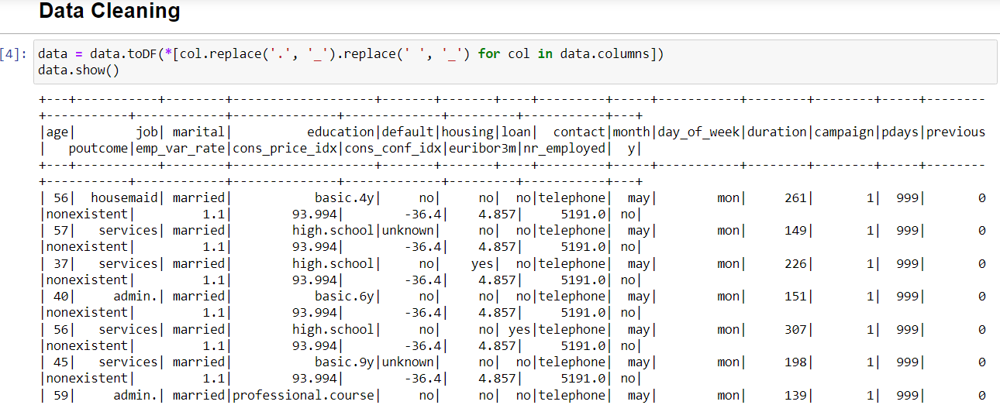 Data Cleaning
[4]: data = data.toDF(*[col.replace('.', '_').replace(' ', '_') for col in data.columns])
data.show()
+---+-----------+--------+-------------------+-------+-------+----+---------+-----+-----------+--------+--------+-----+--------
+-----------+------------+--------------+-------------+---------+-----------+---+
|age|        job| marital|          education|default|housing|loan|  contact|month|day_of_week|duration|campaign|pdays|previous
|   poutcome|emp_var_rate|cons_price_idx|cons_conf_idx|euribor3m|nr_employed|  y|
+---+-----------+--------+-------------------+-------+-------+----+---------+-----+-----------+--------+--------+-----+--------
+-----------+------------+--------------+-------------+---------+-----------+---+
| 56|  housemaid| married|           basic.4y|     no|     no|  no|telephone|  may|        mon|     261|       1|  999|       0
|nonexistent|         1.1|        93.994|        -36.4|    4.857|     5191.0| no|
| 57|   services| married|        high.school|unknown|     no|  no|telephone|  may|        mon|     149|       1|  999|       0
|nonexistent|         1.1|        93.994|        -36.4|    4.857|     5191.0| no|
| 37|   services| married|        high.school|     no|    yes|  no|telephone|  may|        mon|     226|       1|  999|       0
|nonexistent|         1.1|        93.994|        -36.4|    4.857|     5191.0| no|
| 40|     admin.| married|           basic.6y|     no|     no|  no|telephone|  may|        mon|     151|       1|  999|       0
|nonexistent|         1.1|        93.994|        -36.4|    4.857|     5191.0| no|
| 56|   services| married|        high.school|     no|     no| yes|telephone|  may|        mon|     307|       1|  999|       0
|nonexistent|         1.1|        93.994|        -36.4|    4.857|     5191.0| no|
| 45|   services| married|           basic.9y|unknown|     no|  no|telephone|  may|        mon|     198|       1|  999|       0
|nonexistent|         1.1|        93.994|        -36.4|    4.857|     5191.0| no|
| 59|     admin.| married|professional.course|     no|     no|  no|telephone|  may|        mon|     139|       1|  999|       0